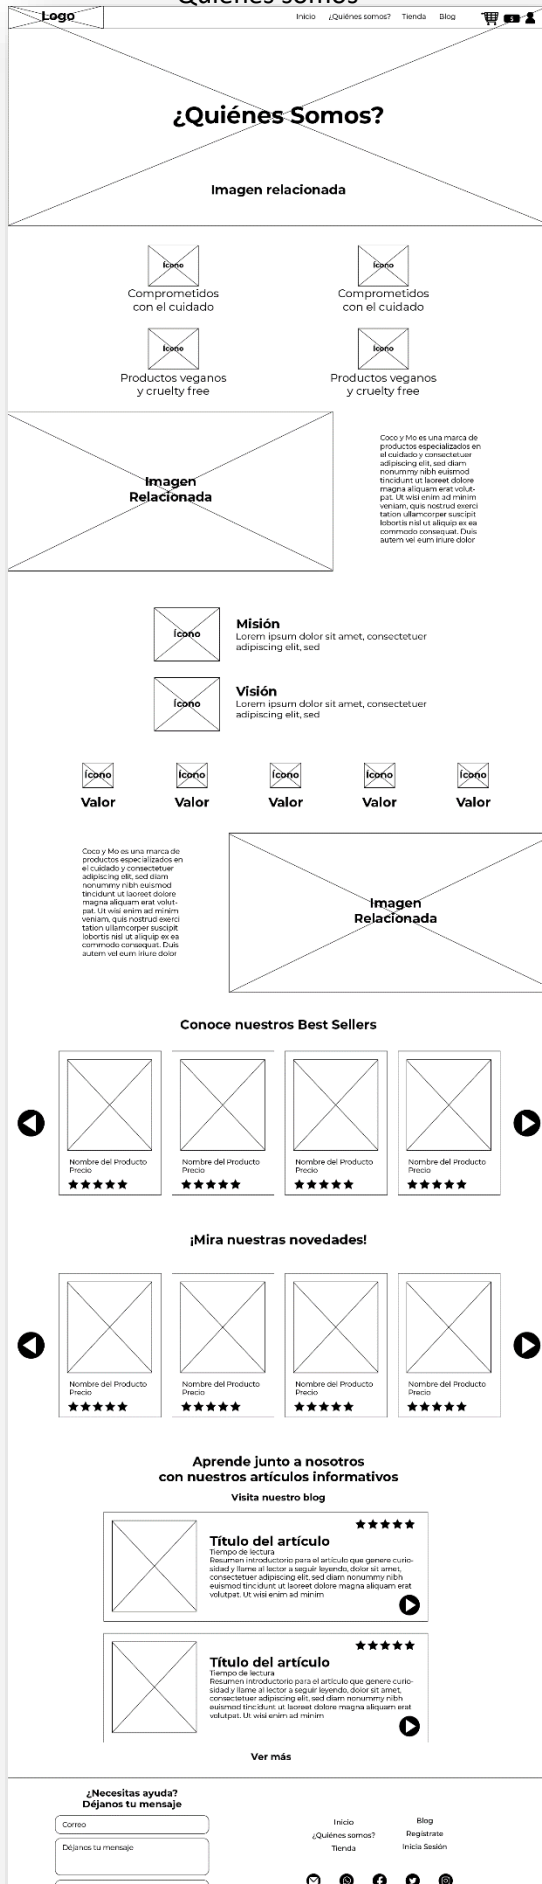 Quiénes somos
Logo
Inicio ¿Quiénes somos? Tienda Blog
$
¿Quiénes Somos?
Imagen relacionada
Ícono
Comprometidos
con el cuidado
Ícono
Comprometidos
con el cuidado
Ícono
Productos veganos
y cruelty free
Ícono
Productos veganos
y cruelty free
Imagen
Relacionada
Coco y Mo es una marca de
productos especializados en
el cuidado y consectetuer
adipiscing elit, sed diam
nonummy nibh euismod
tincidunt ut laoreet dolore
magna aliquam erat volut-
pat. Ut wisi enim ad minim
veniam, quis nostrud exerci
tation ullamcorper suscipit
lobortis nisl ut aliquip ex ea
commodo consequat. Duis
autem vel eum iriure dolor
Ícono
Misión
Lorem ipsum dolor sit amet, consectetuer
adipiscing elit, sed
Ícono
Visión
Lorem ipsum dolor sit amet, consectetuer
adipiscing elit, sed
Ícono Ícono Ícono Ícono Ícono
Valor Valor Valor Valor Valor
Coco y Mo es una marca de
productos especializados en
el cuidado y consectetuer
adipiscing elit, sed diam
nonummy nibh euismod
tincidunt ut laoreet dolore
magna aliquam erat volut-
pat. Ut wisi enim ad minim
veniam, quis nostrud exerci
tation ullamcorper suscipit
lobortis nisl ut aliquip ex ea
commodo consequat. Duis
autem vel eum iriure dolor
Imagen
Relacionada
Conoce nuestros Best Sellers
Nombre del Producto
Precio
Nombre del Producto
Precio
Nombre del Producto
Precio
Nombre del Producto
Precio
¡Mira nuestras novedades!
Nombre del Producto
Precio
Nombre del Producto
Precio
Nombre del Producto
Precio
Nombre del Producto
Precio
Aprende junto a nosotros
con nuestros artículos informativos
Visita nuestro blog
Título del artículo
Tiempo de lectura
Resumen introductorio para el artículo que genere curio-
sidad y llame al lector a seguir leyendo, dolor sit amet,
consectetuer adipiscing elit, sed diam nonummy nibh
euismod tincidunt ut laoreet dolore magna aliquam erat
volutpat. Ut wisi enim ad minim
Título del artículo
Tiempo de lectura
Resumen introductorio para el artículo que genere curio-
sidad y llame al lector a seguir leyendo, dolor sit amet,
consectetuer adipiscing elit, sed diam nonummy nibh
euismod tincidunt ut laoreet dolore magna aliquam erat
volutpat. Ut wisi enim ad minim
Ver más
¿Necesitas ayuda?
Déjanos tu mensaje
Correo
Déjanos tu mensaje
Inicio
¿Quiénes somos?
Tienda
Blog
Registrate
Inicia Sesión